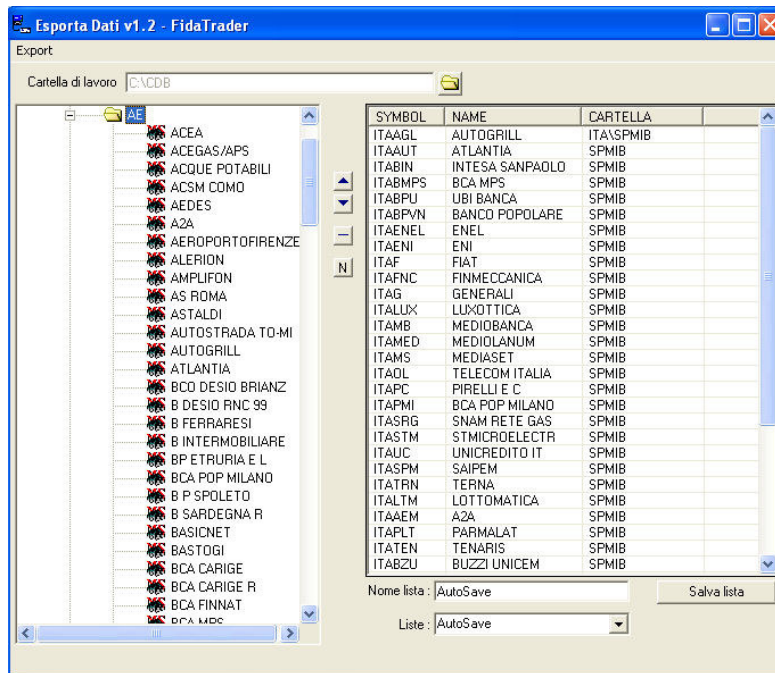 Esporta Dati v1.2 - FidaTrader
Export
Cartella di lavoro C:\CDB
AE
ACEA
ACEGAS/APS
ACQUE POTABILI
ACSM COMO
AEDES
A2A
AEROPORTOFIRENZE
ALERION
AMPLIFON
AS ROMA
ASTALDI
AUTOSTRADA TO-MI
AUTOGRILL
ATLANTIA
BCO DESIO BRIANZ
B DESIO RNC 99
B FERRARESI
B INTERMOBILIARE
BP ETRURIA E L
BCA POP MILANO
B P SPOLETO
B SARDEGNA R
BASICNET
BASTOGI
BCA CARIGE
BCA CARIGE R
BCA FINNAT
BCA MPS
N
SYMBOL NAME CARTELLA
ITAAGL AUTOGRILL ITA\SPMIB
ITAAUT ATLANTIA SPMIB
ITABIN INTESA SANPAOLO SPMIB
ITABMPS BCA MPS SPMIB
ITABPU UBI BANCA SPMIB
ITABPVN BANCO POPOLARE SPMIB
ITAENEL ENEL SPMIB
ITAENI ENI SPMIB
ITAF FIAT SPMIB
ITAFNC FINMECCANICA SPMIB
ITAG GENERALI SPMIB
ITALUX LUXOTTICA SPMIB
ITAMB MEDIOBANCA SPMIB
ITAMED MEDIOLANUM SPMIB
ITAMS MEDIASET SPMIB
ITAOL TELECOM ITALIA SPMIB
ITAPC PIRELLI E C SPMIB
ITAPMI BCA POP MILANO SPMIB
ITASRG SNAM RETE GAS SPMIB
ITASTM STMICROELECTR SPMIB
ITAUC UNICREDITO IT SPMIB
ITASPM SAIPEM SPMIB
ITATRN TERNA SPMIB
ITALTM LOTTOMATICA SPMIB
ITAAEM A2A SPMIB
ITAPLT PARMALAT SPMIB
ITATEN TENARIS SPMIB
ITABZU BUZZI UNICEM SPMIB
Nome lista : AutoSave Salva lista
Liste : AutoSave